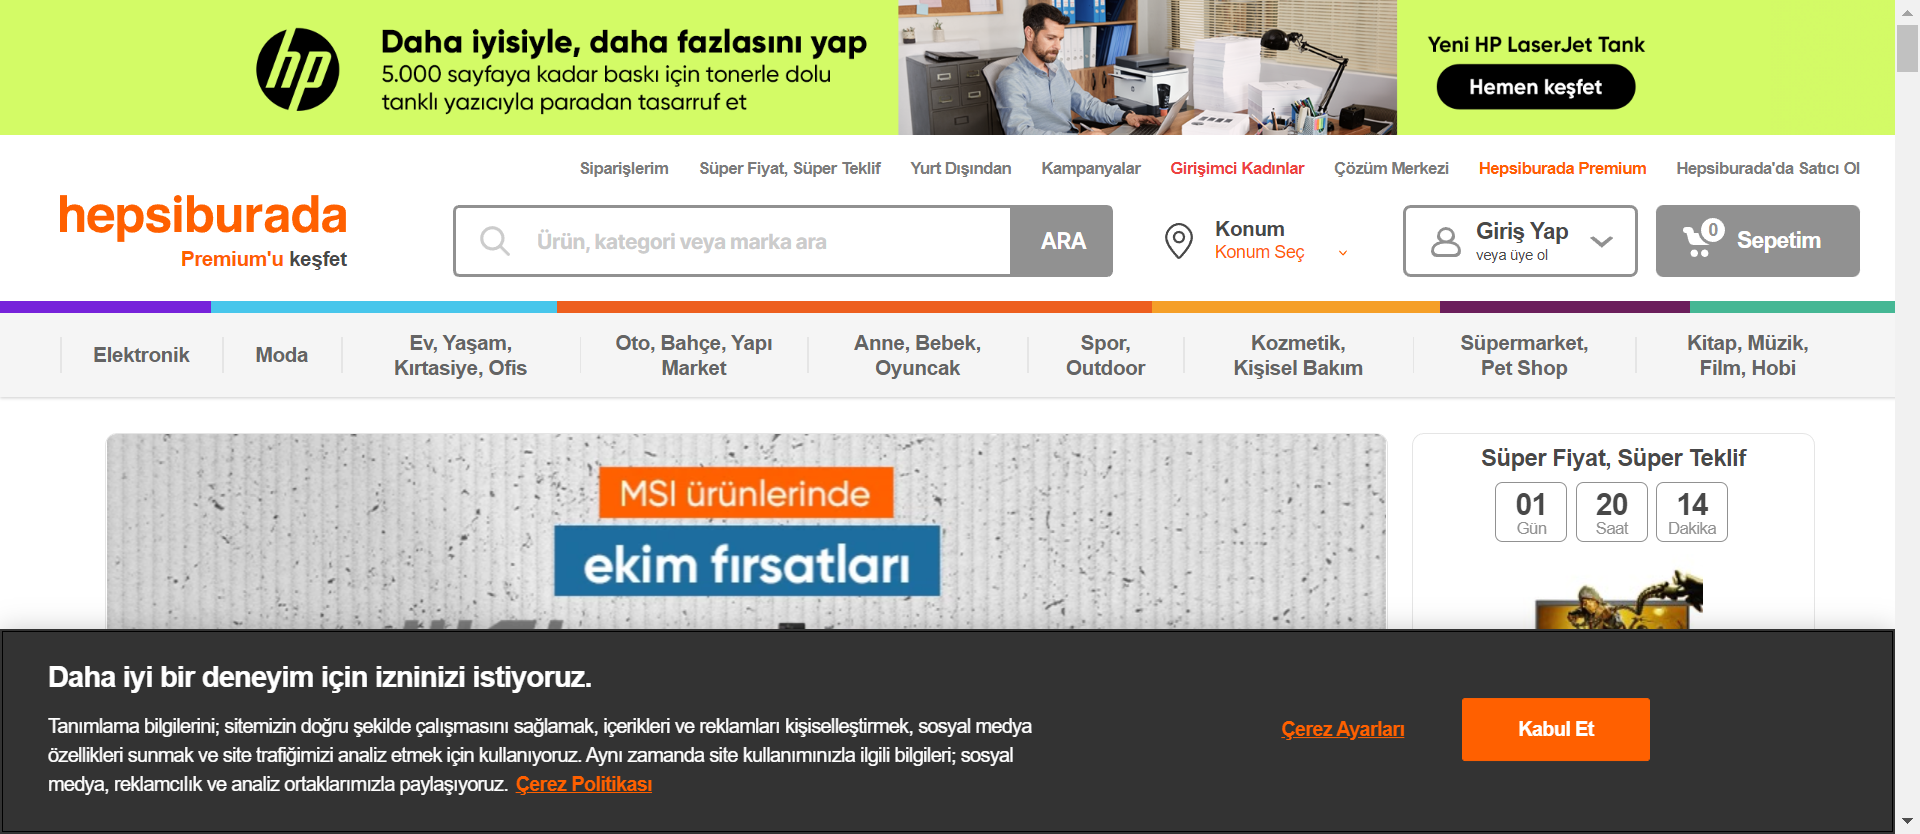 hp
Daha iyisiyle, daha fazlasını yap
5.000 sayfaya kadar baskı için tonerle dolu
tanklı yazıcıyla paradan tasarruf et
Yeni HP LaserJet Tank
Hemen keşfet
Siparişlerim
Süper Fiyat, Süper Teklif
Yurt Dışından
Kampanyalar
Girişimci Kadınlar
Çözüm Merkezi
Hepsiburada Premium
Hepsiburada'da Satıcı Ol
hepsiburada
Premium'u keşfet
Ürün, kategori veya marka ara
ARA
Konum
Konum Seç
Giriş Yap
veya üye ol
0
Sepetim
Elektronik
Moda
Ev, Yaşam,
Kırtasiye, Ofis
Oto, Bahçe, Yapı
Market
Anne, Bebek,
Oyuncak
Spor,
Outdoor
Kozmetik,
Kişisel Bakım
Süpermarket,
Pet Shop
Kitap, Müzik,
Film, Hobi
MSI ürünlerinde
ekim fırsatları
Süper Fiyat, Süper Teklif
01 20 14
Gün Saat Dakika
Daha iyi bir deneyim için izninizi istiyoruz.
Tanımlama bilgilerini; sitemizin doğru şekilde çalışmasını sağlamak, içerikleri ve reklamları kişiselleştirmek, sosyal medya
özellikleri sunmak ve site trafiğimizi analiz etmek için kullanıyoruz. Aynı zamanda site kullanımınızla ilgili bilgileri; sosyal
medya, reklamcılık ve analiz ortaklarımızla paylaşıyoruz. Çerez Politikası
Çerez Ayarları
Kabul Et